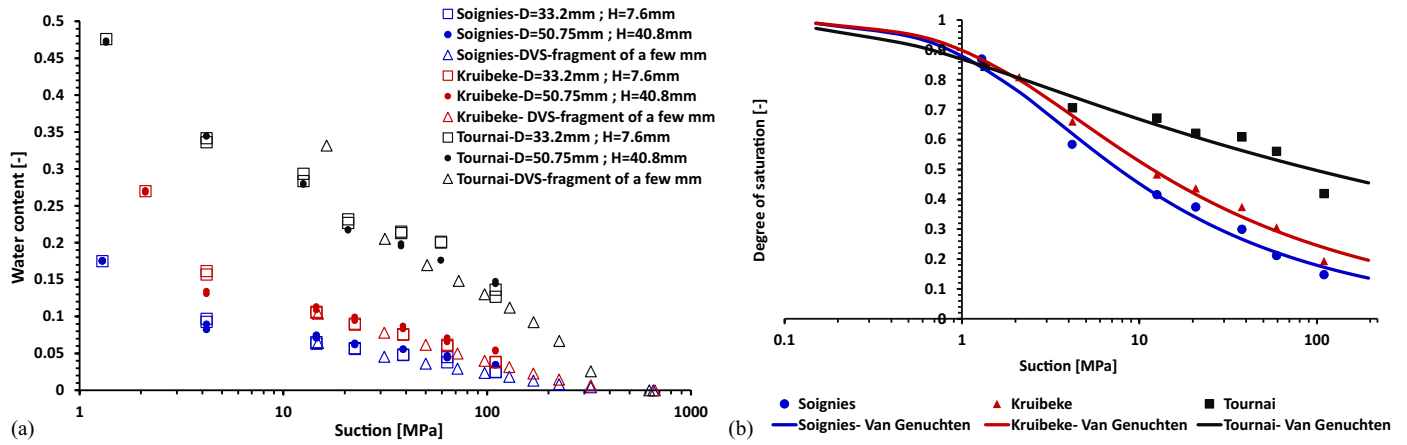 Soignies-D=33.2mm ; H=7.6mm
Soignies-D=50.75mm ; H=40.8mm
Soignies-DVS-fragment of a few mm
Kruibeke-D=33.2mm ; H=7.6mm
Kruibeke-D=50.75mm ; H=40.8mm
Kruibeke- DVS-fragment of a few mm
Tournai-D=33.2mm ; H=7.6mm
Tournai-D=50.75mm ; H=40.8mm
Tournai-DVS-fragment of a few mm
0.5
0.45
0.4
0.35
0.3
0.25
0.2
0.15
0.1
0.05
0
Water content [-]
1 10 100 1000
Suction [MPa]
(a)
1
0.9
0.8
0.7
0.6
0.5
0.4
0.3
0.2
0.1
0
Degree of saturation [-]
0.1 1 10 100
Suction [MPa]
(b)
Soignies Kruibeke Tournai
Soignies- Van Genuchten Kruibeke- Van Genuchten Tournai- Van Genuchten